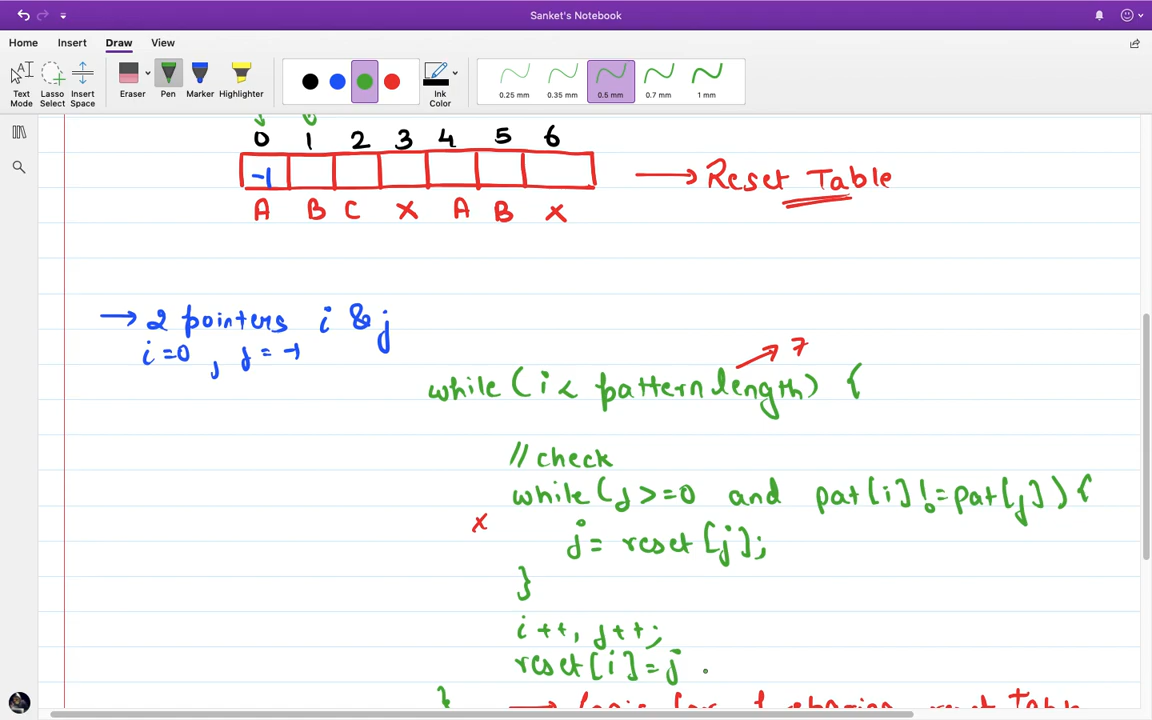 Sanket's Notebook
Home Insert Draw View
Text Mode Lasso Select Insert Space Eraser Pen Marker Highlighter Ink Color 0.25 mm 0.35 mm 0.5 mm 0.7 mm 1 mm
0 1 2 3 4 5 6
-1 → Reset Table
A B C X A B X
→ 2 pointers i & j
i = 0 , j = -1
→ 7
while ( i < pattern length ) {
// check
while ( j >= 0 and pat[i] != pat[j] ) {
x
j = reset [j];
}
i++, j++;
reset [i] = j
}